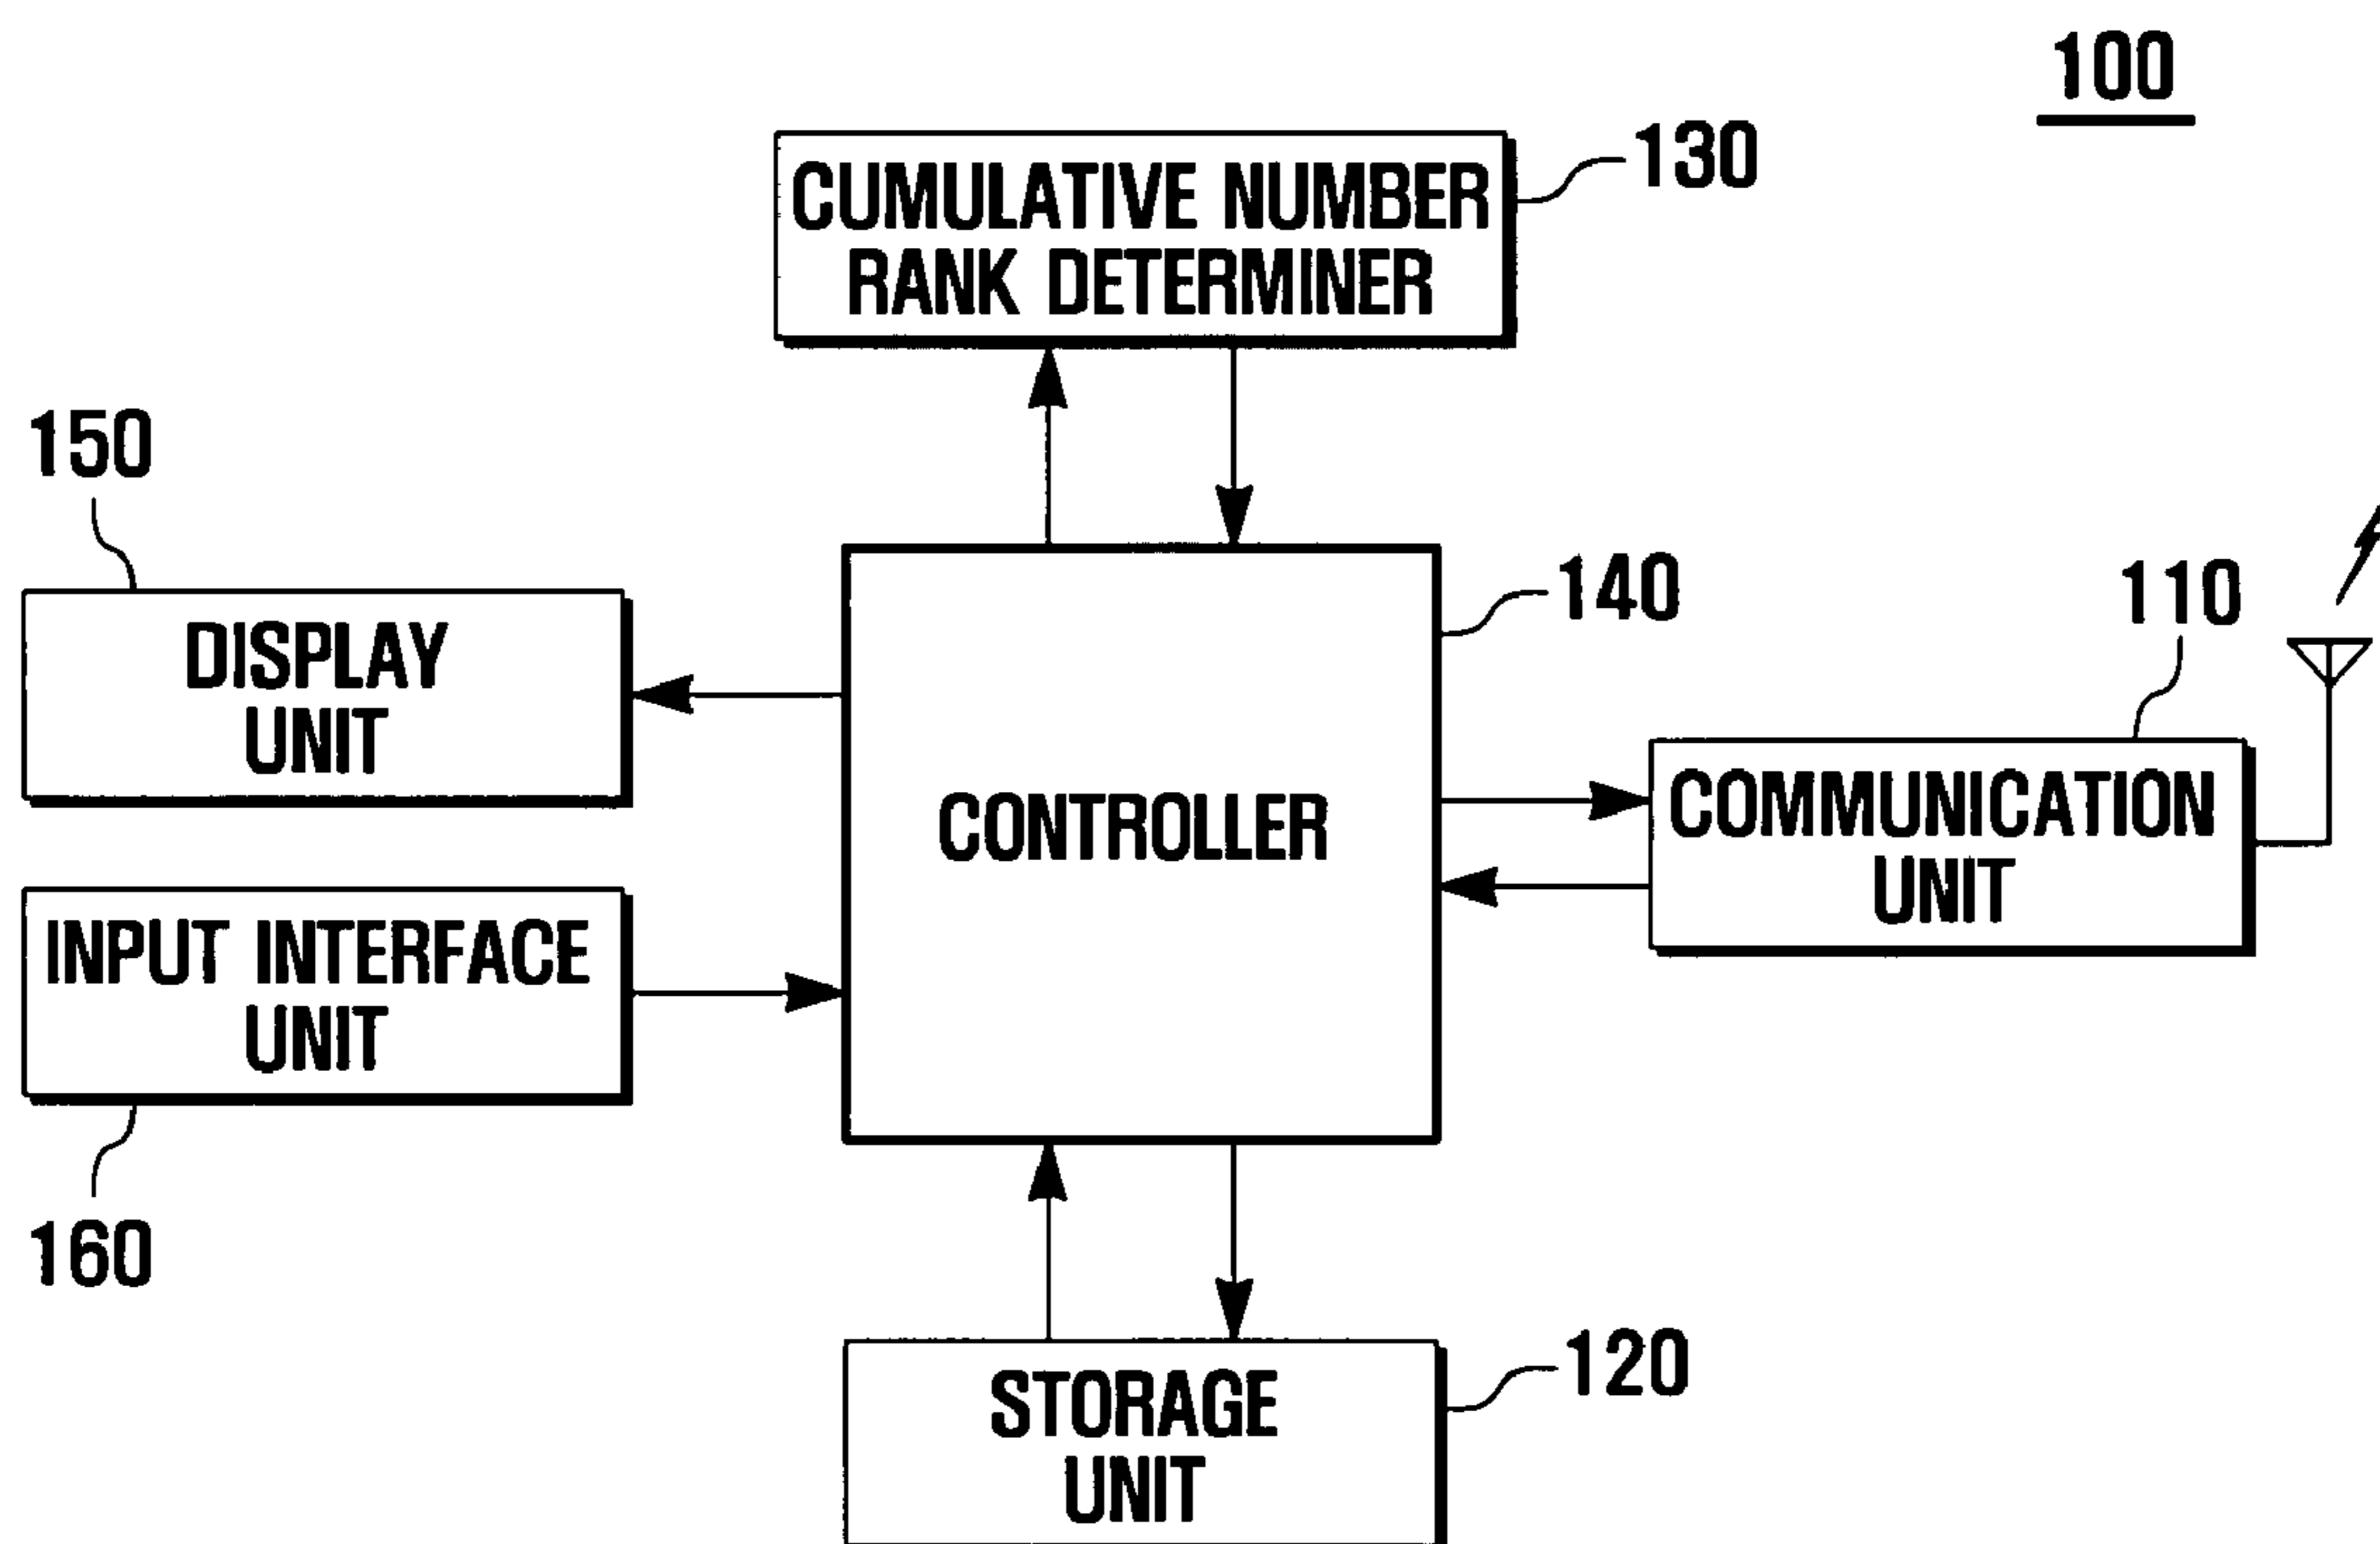 100
CUMULATIVE NUMBER
RANK DETERMINER
130
150
DISPLAY
UNIT
140
110
CONTROLLER
COMMUNICATION
UNIT
INPUT INTERFACE
UNIT
160
STORAGE
UNIT
120